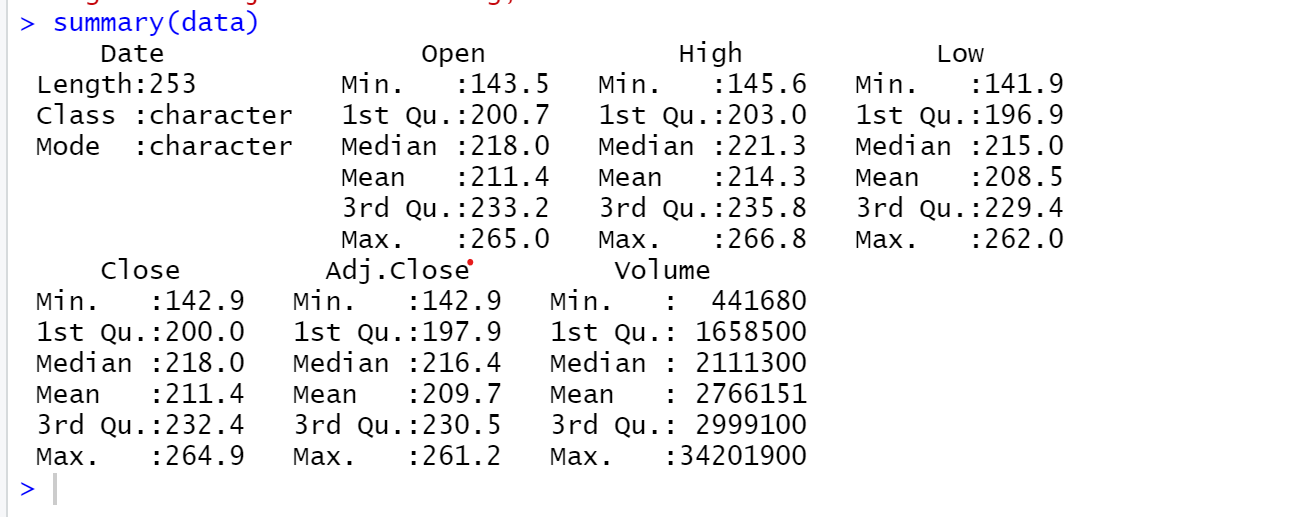 > summary(data)
Date Open High Low
Length:253 Min. :143.5 Min. :145.6 Min. :141.9
Class :character 1st Qu.:200.7 1st Qu.:203.0 1st Qu.:196.9
Mode :character Median :218.0 Median :221.3 Median :215.0
Mean :211.4 Mean :214.3 Mean :208.5
3rd Qu.:233.2 3rd Qu.:235.8 3rd Qu.:229.4
Max. :265.0 Max. :266.8 Max. :262.0
Close Adj.Close Volume
Min. :142.9 Min. :142.9 Min. : 441680
1st Qu.:200.0 1st Qu.:197.9 1st Qu.: 1658500
Median :218.0 Median :216.4 Median : 2111300
Mean :211.4 Mean :209.7 Mean : 2766151
3rd Qu.:232.4 3rd Qu.:230.5 3rd Qu.: 2999100
Max. :264.9 Max. :261.2 Max. :34201900
>